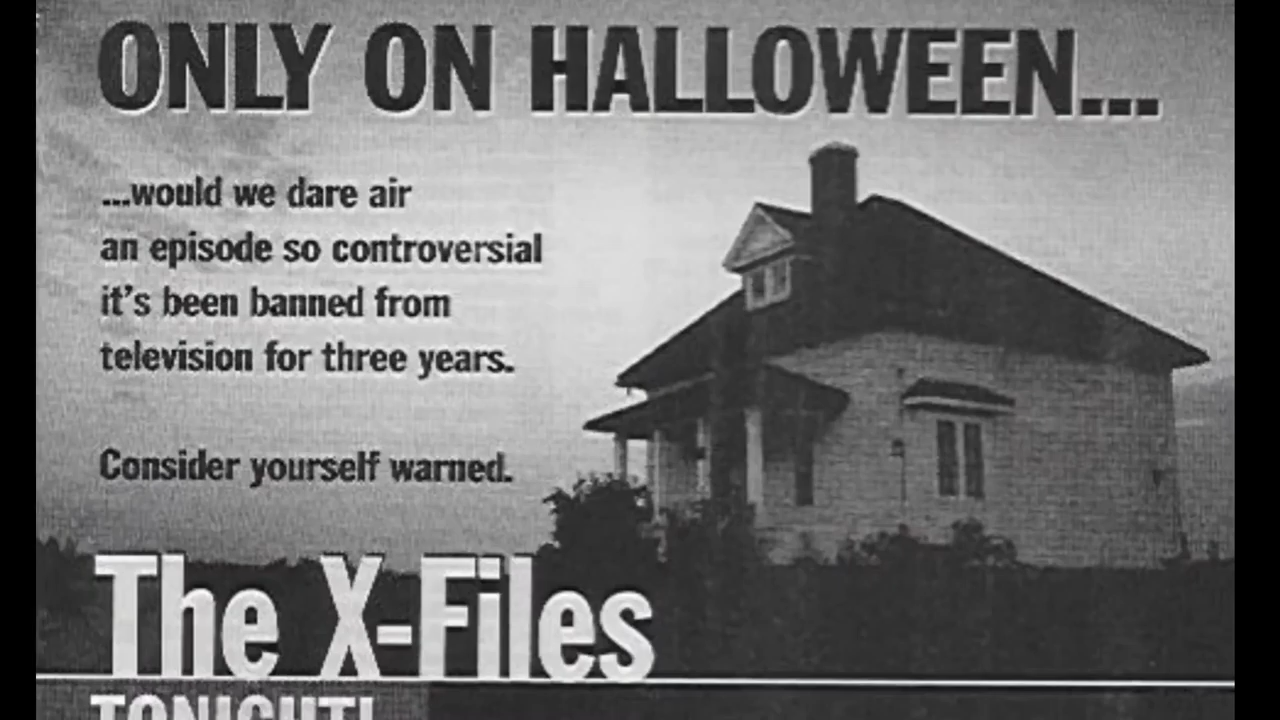 ONLY ON HALLOWEEN...
...would we dare air
an episode so controversial
it's been banned from
television for three years.
Consider yourself warned.
The X-Files
TONIGHT!